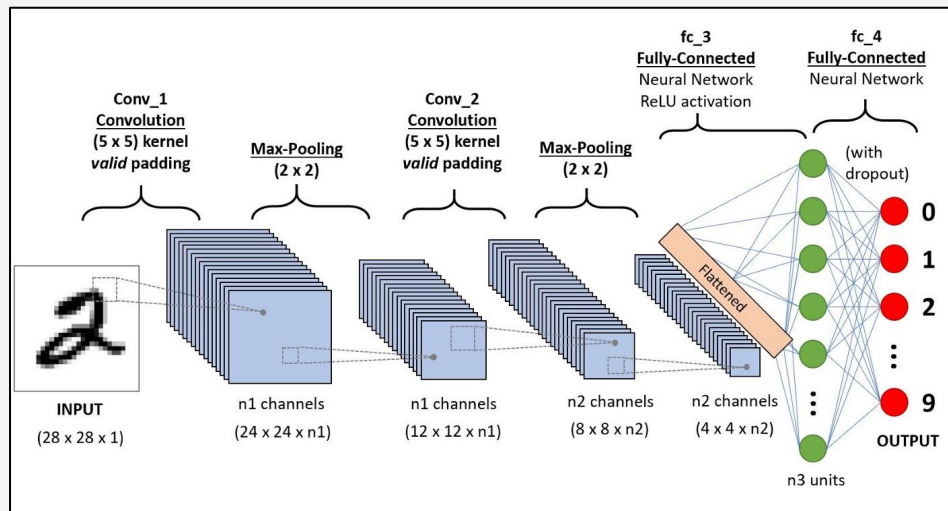 Conv_1
Convolution
(5 x 5) kernel
valid padding
Max-Pooling
(2 x 2)
Conv_2
Convolution
(5 x 5) kernel
valid padding
Max-Pooling
(2 x 2)
fc_3
Fully-Connected
Neural Network
ReLU activation
fc_4
Fully-Connected
Neural Network
(with
dropout)
2
Flattened
0
1
2
⋮
9
⋮
INPUT
(28 x 28 x 1)
n1 channels
(24 x 24 x n1)
n1 channels
(12 x 12 x n1)
n2 channels
(8 x 8 x n2)
n2 channels
(4 x 4 x n2)
n3 units
OUTPUT